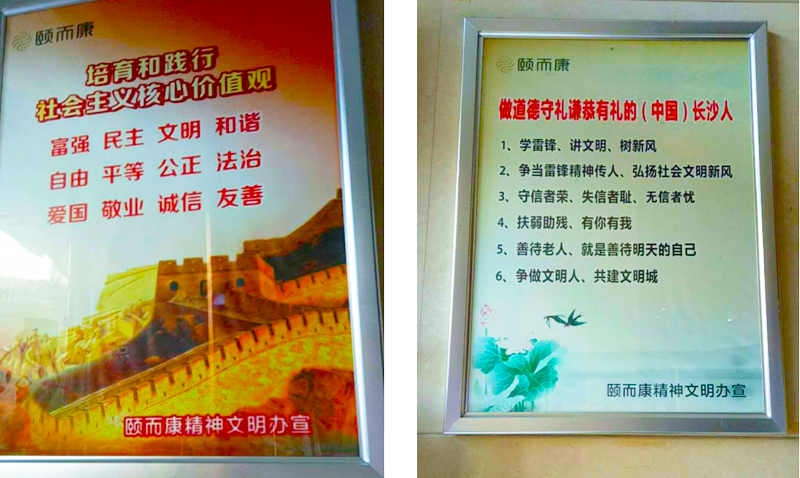 颐而康
培育和践行
社会主义核心价值观
富强 民主 文明 和谐
自由 平等 公正 法治
爱国 敬业 诚信 友善
颐而康精神文明办宣
颐而康
做道德守礼谦恭有礼的（中国）长沙人
1、学雷锋、讲文明、树新风
2、争当雷锋精神传人、弘扬社会文明新风
3、守信者荣、失信者耻、无信者忧
4、扶弱助残、有你有我
5、善待老人、就是善待明天的自己
6、争做文明人、共建文明城
颐而康精神文明办宣